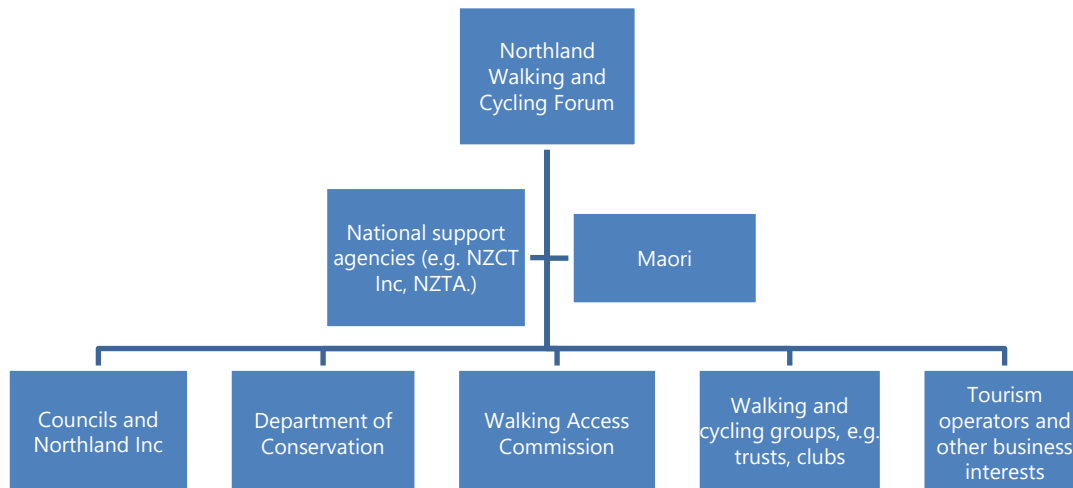 Northland
Walking and
Cycling Forum
National support
agencies (e.g. NZCT
Inc, NZTA.)
Maori
Councils and
Northland Inc
Department of
Conservation
Walking Access
Commission
Walking and
cycling groups, e.g.
trusts, clubs
Tourism
operators and
other business
interests